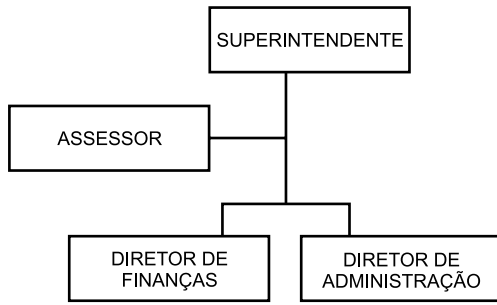 SUPERINTENDENTE
ASSESSOR
DIRETOR DE
FINANÇAS
DIRETOR DE
ADMINISTRAÇÃO